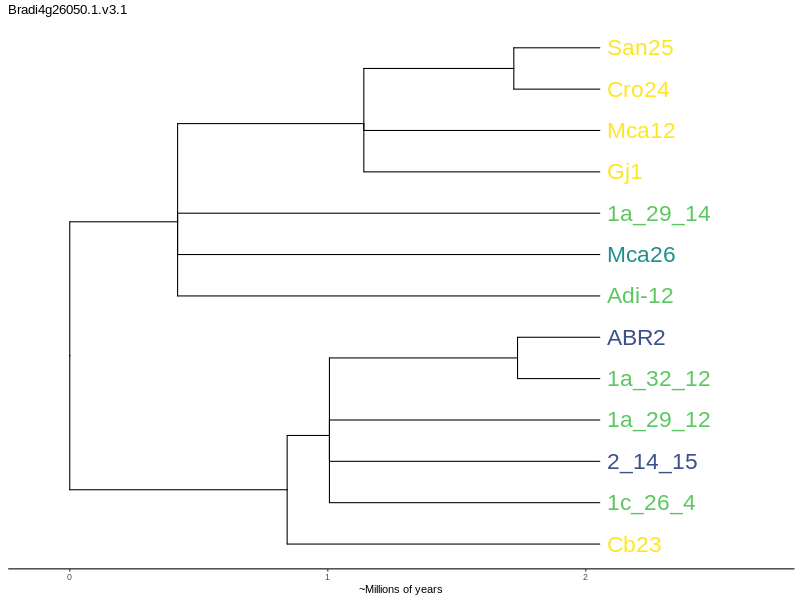 Bradi4g26050.1.v3.1
San25
Cro24
Mca12
Gj1
1a_29_14
Mca26
Adi-12
ABR2
1a_32_12
1a_29_12
2_14_15
1c_26_4
Cb23
0 1 2
~Millions of years